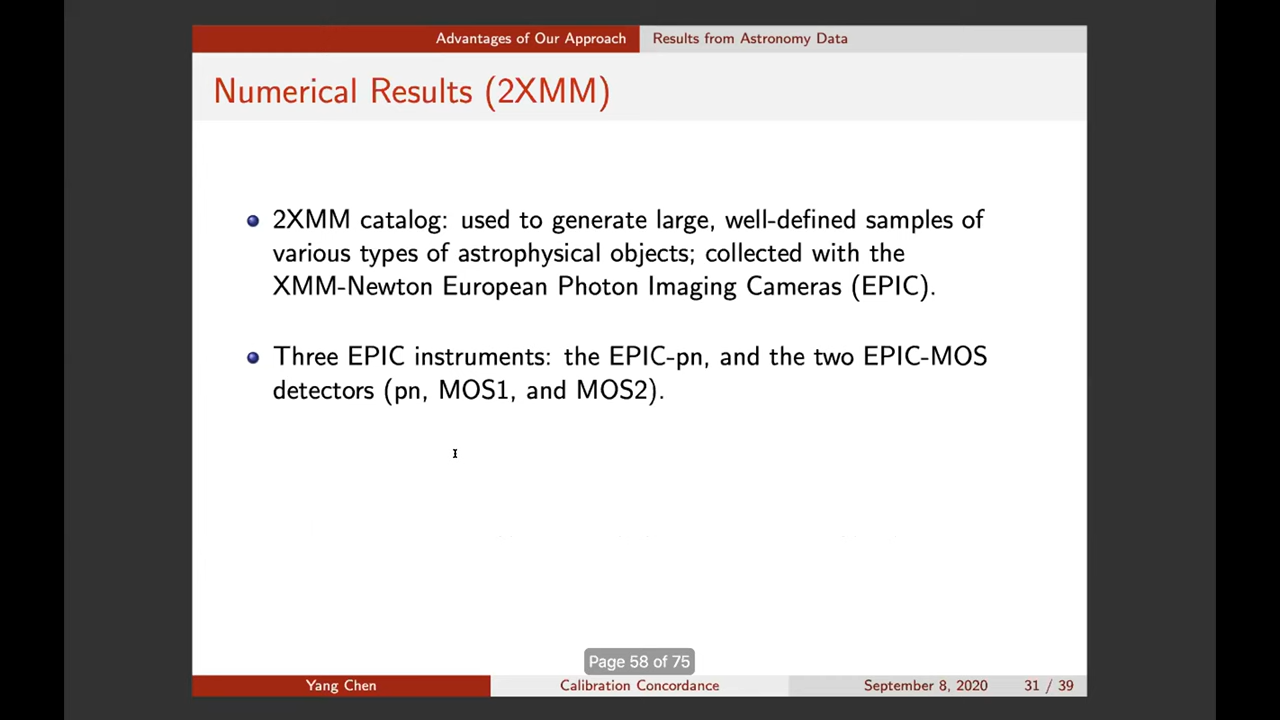 Advantages of Our Approach Results from Astronomy Data
Numerical Results (2XMM)
2XMM catalog: used to generate large, well-defined samples of
various types of astrophysical objects; collected with the
XMM-Newton European Photon Imaging Cameras (EPIC).
Three EPIC instruments: the EPIC-pn, and the two EPIC-MOS
detectors (pn, MOS1, and MOS2).
Page 58 of 75
Yang Chen Calibration Concordance September 8, 2020 31 / 39